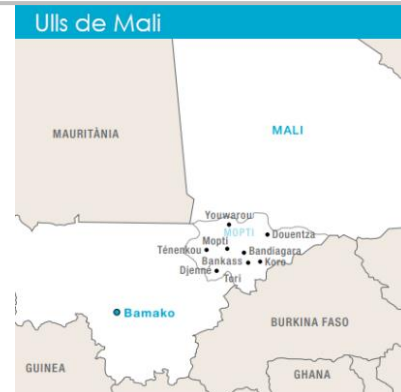 Ulls de Mali
MAURITÀNIA
MALI
Youwarou
MOPTI
Douentza
Mopti
Ténenkou
Bandiagara
Bankass
Koro
Djenné
Tori
Bamako
BURKINA FASO
GUINEA
GHANA